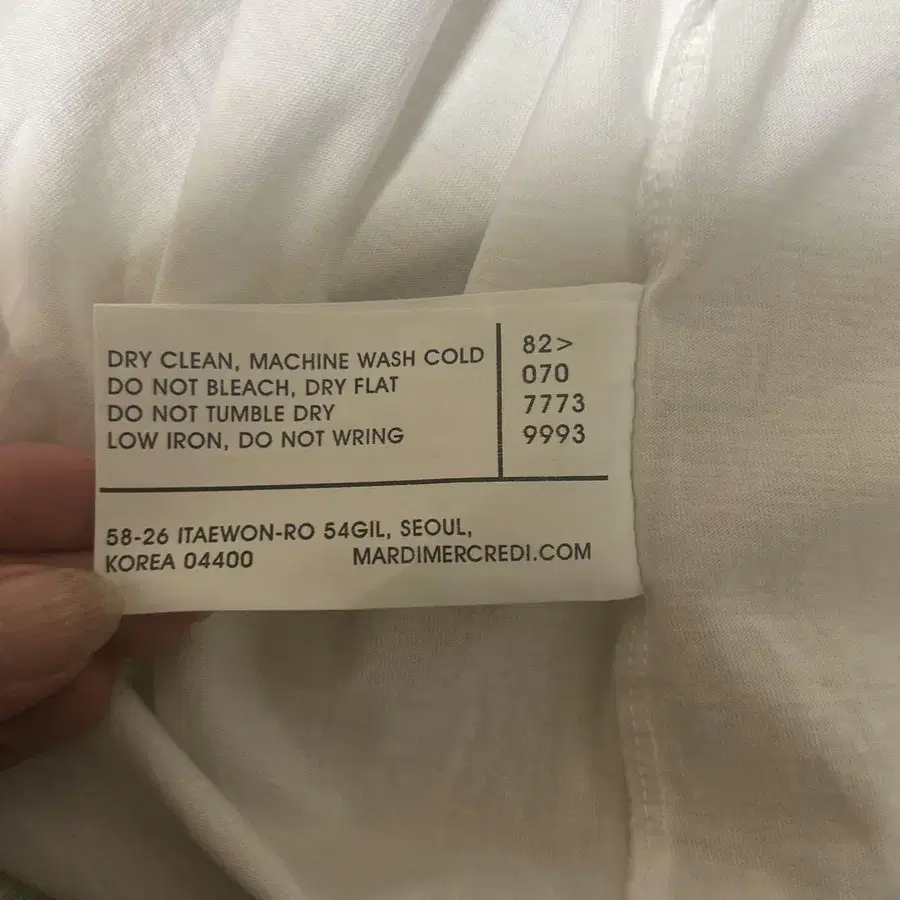 DRY CLEAN, MACHINE WASH COLD
DO NOT BLEACH, DRY FLAT
DO NOT TUMBLE DRY
LOW IRON, DO NOT WRING
82>
070
7773
9993
58-26 ITAEWON-RO 54GIL, SEOUL,
KOREA 04400 MARDIMERCREDI.COM